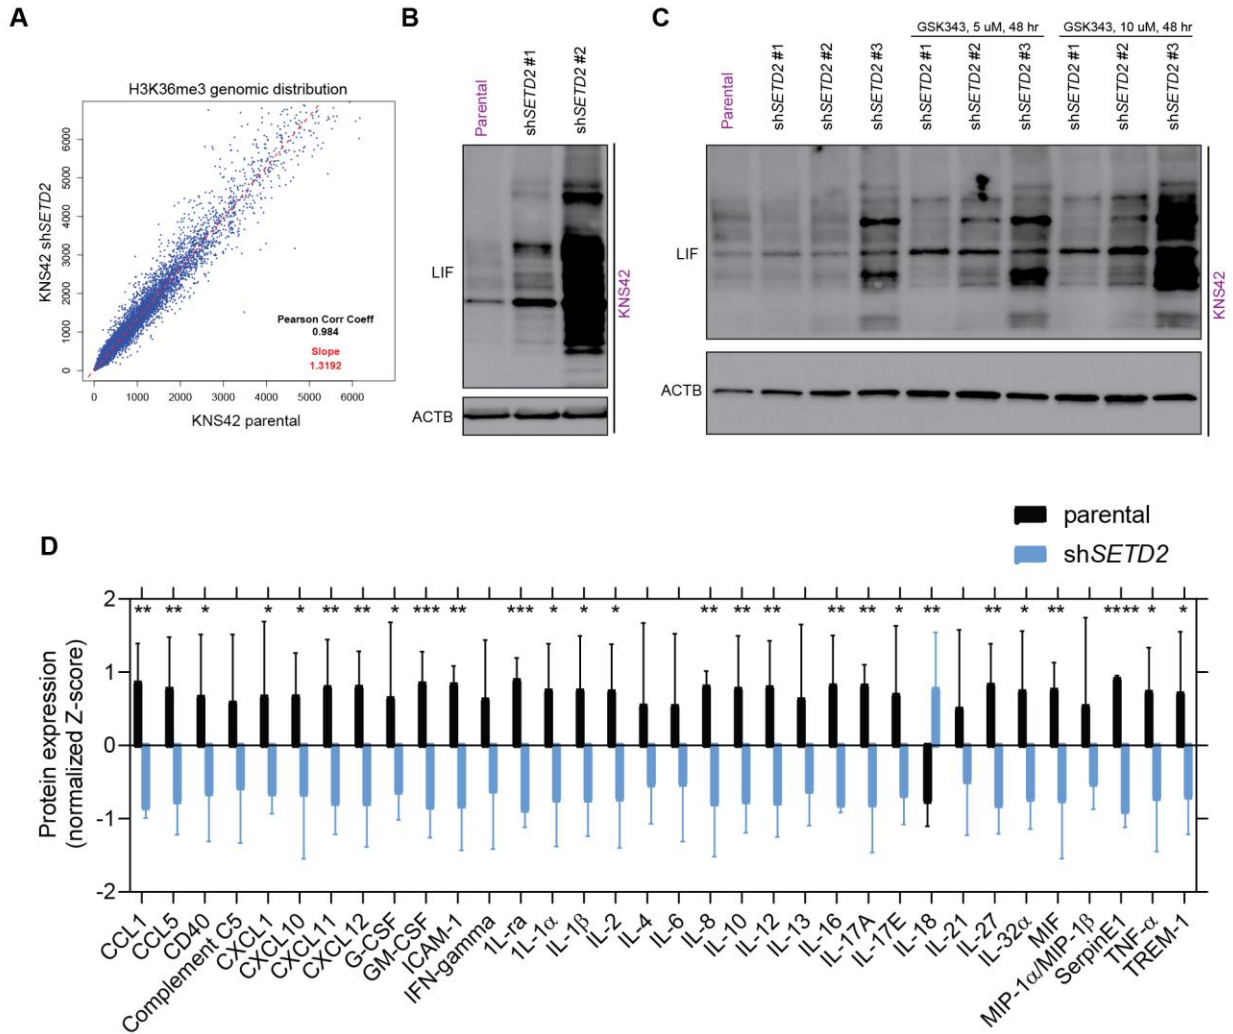 A
H3K36me3 genomic distribution
KNS42 shSETD2
6000
5000
4000
3000
2000
1000
0
Pearson Corr Coeff
0.984
Slope
1.3192
0 1000 2000 3000 4000 5000 6000
KNS42 parental
B
Parental
shSETD2 #1
shSETD2 #2
LIF
ACTB
KNS42
C
GSK343, 5 uM, 48 hr
GSK343, 10 uM, 48 hr
Parental
shSETD2 #1
shSETD2 #2
shSETD2 #3
shSETD2 #1
shSETD2 #2
shSETD2 #3
shSETD2 #1
shSETD2 #2
shSETD2 #3
LIF
ACTB
KNS42
D
parental
shSETD2
Protein expression
(normalized Z-score)
2
1
0
-1
-2
** ** * * * ** ** * *** ** *** * * * ** ** ** ** ** * ** ** * ** **** * *
CCL1
CCL5
CD40
Complement C5
CXCL1
CXCL10
CXCL11
CXCL12
G-CSF
GM-CSF
ICAM-1
IFN-gamma
1L-ra
1L-1α
IL-1β
IL-2
IL-4
IL-6
IL-8
IL-10
IL-12
IL-13
IL-16
IL-17A
IL-17E
IL-18
IL-21
IL-27
IL-32α
MIF
MIP-1α/MIP-1β
SerpinE1
TNF-α
TREM-1